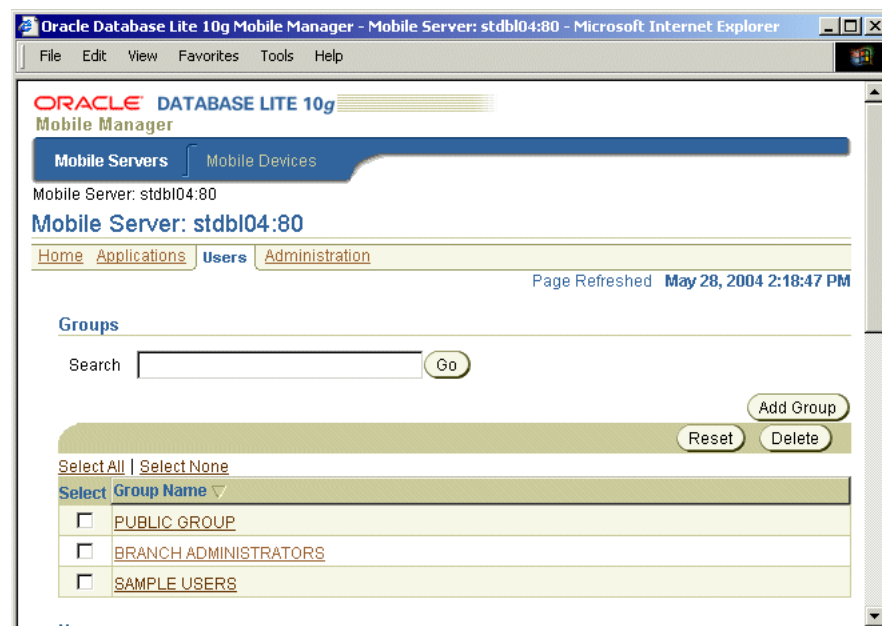 Oracle Database Lite 10g Mobile Manager - Mobile Server: stdbl04:80 - Microsoft Internet Explorer
File Edit View Favorites Tools Help
ORACLE DATABASE LITE 10g
Mobile Manager
Mobile Servers Mobile Devices
Mobile Server: stdbl04:80
Mobile Server: stdbl04:80
Home Applications Users Administration
Page Refreshed May 28, 2004 2:18:47 PM
Groups
Search Go
Add Group
Reset Delete
Select All | Select None
Select Group Name
PUBLIC GROUP
BRANCH ADMINISTRATORS
SAMPLE USERS